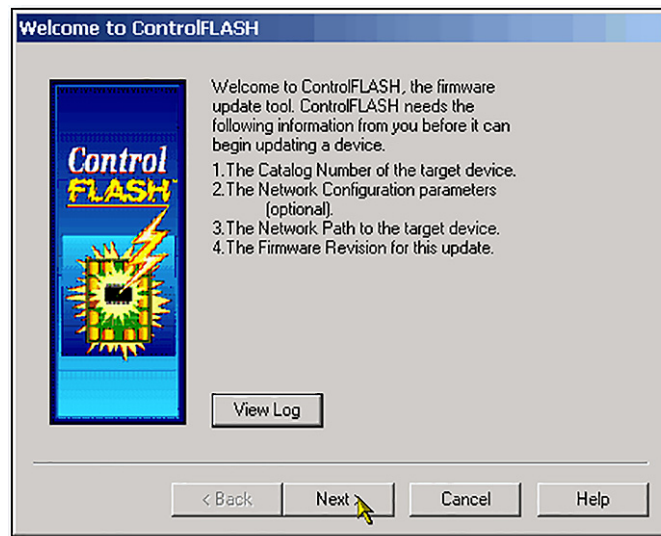 Welcome to ControlFLASH
Welcome to ControlFLASH, the firmware
update tool. ControlFLASH needs the
following information from you before it can
begin updating a device.
1.The Catalog Number of the target device.
2.The Network Configuration parameters
(optional).
3.The Network Path to the target device.
4.The Firmware Revision for this update.
Control
FLASH
View Log
< Back
Next >
Cancel
Help